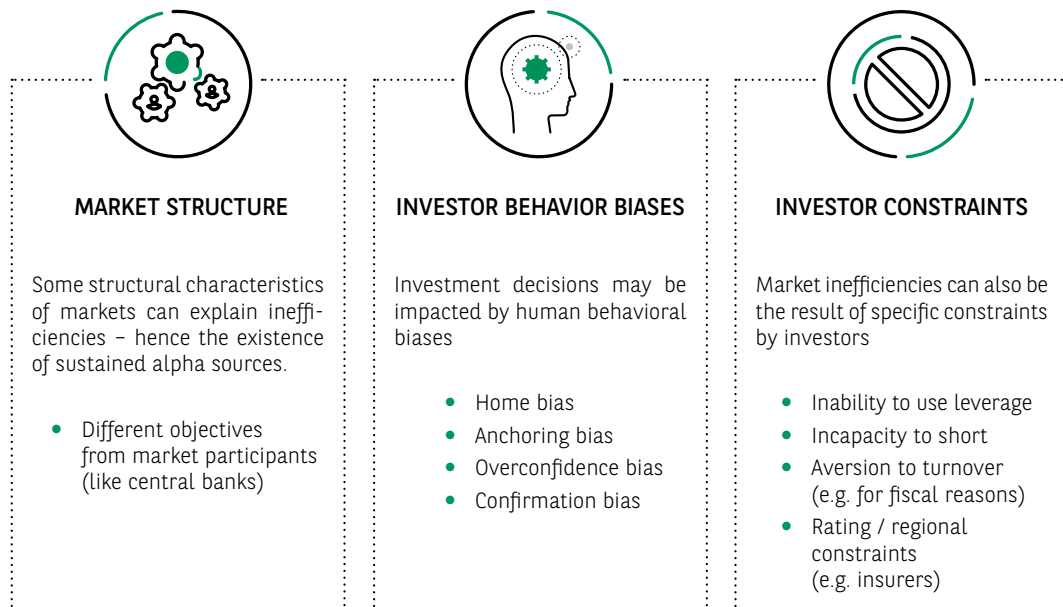 MARKET STRUCTURE
Some structural characteristics
of markets can explain ineffi-
ciencies – hence the existence
of sustained alpha sources.
• Different objectives
from market participants
(like central banks)
INVESTOR BEHAVIOR BIASES
Investment decisions may be
impacted by human behavioral
biases
• Home bias
• Anchoring bias
• Overconfidence bias
• Confirmation bias
INVESTOR CONSTRAINTS
Market inefficiencies can also be
the result of specific constraints
by investors
• Inability to use leverage
• Incapacity to short
• Aversion to turnover
(e.g. for fiscal reasons)
• Rating / regional
constraints
(e.g. insurers)